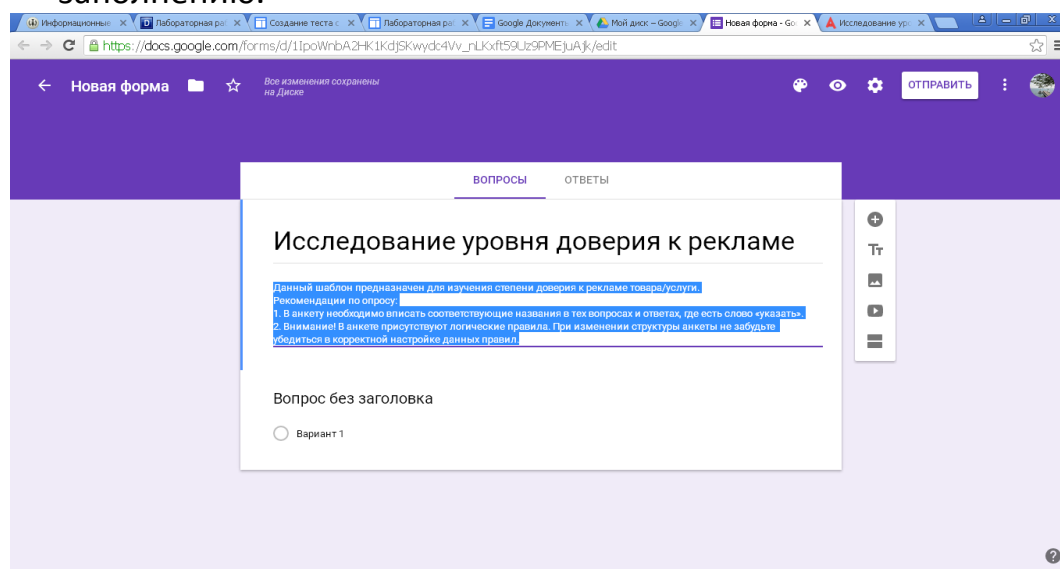 заполнению.
Информационные
Лабораторная раб
Создание теста с
Лабораторная раб
Google Документы
Мой диск – Google
Новая форма - Goo
Исследование уро
https://docs.google.com/forms/d/1IpoWnbA2HK1KdjSKwydc4Vv_nLKxft59Uz9PMEjuAjk/edit
Новая форма
Все изменения сохранены
на Диске
ОТПРАВИТЬ
ВОПРОСЫ ОТВЕТЫ
Исследование уровня доверия к рекламе
Данный шаблон предназначен для изучения степени доверия к рекламе товара/услуги.
Рекомендации по опросу:
1. В анкету необходимо вписать соответствующие названия в тех вопросах и ответах, где есть слово «указать».
2. Внимание! В анкете присутствуют логические правила. При изменении структуры анкеты не забудьте
убедиться в корректной настройке данных правил.
Тт
Вопрос без заголовка
Вариант 1